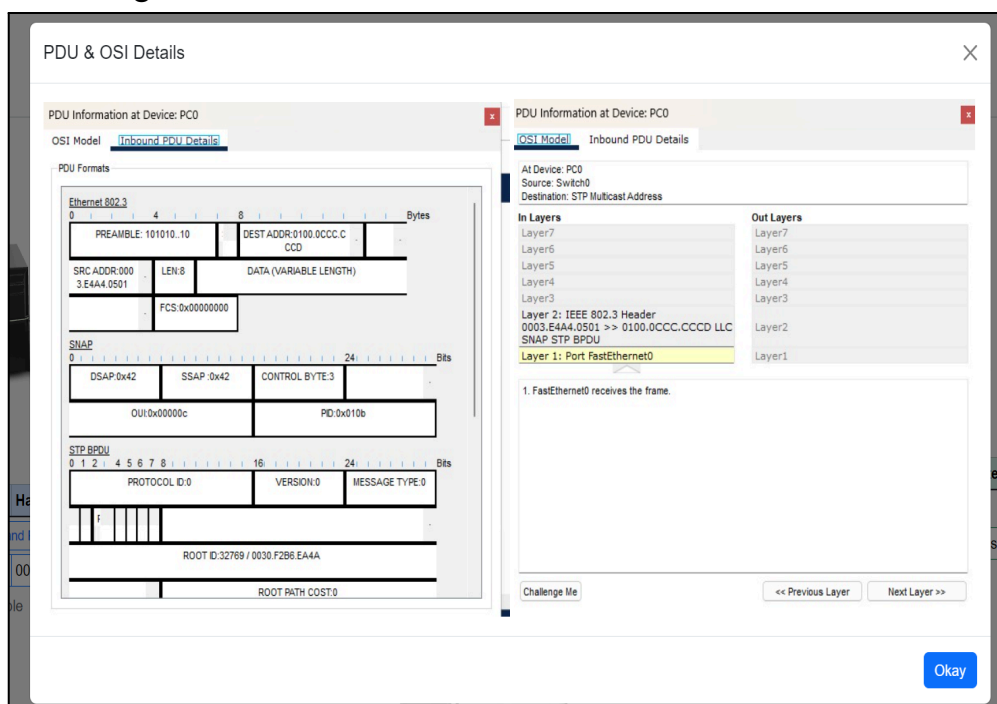 PDU & OSI Details
PDU Information at Device: PC0
x
OSI Model Inbound PDU Details
PDU Formats
Ethernet 802.3
0 4 8 Bytes
PREAMBLE: 101010..10
DEST ADDR:0100.0CCC.C
CCD
SRC ADDR:000
3.E4A4.0501
LEN:8
DATA (VARIABLE LENGTH)
FCS:0x00000000
SNAP
0 24 Bits
DSAP:0x42 SSAP :0x42 CONTROL BYTE:3
OUI:0x00000c PID:0x010b
STP BPDU
0 1 2 4 5 6 7 8 16 24 Bits
PROTOCOL ID:0 VERSION:0 MESSAGE TYPE:0
ROOT ID:32769 / 0030.F2B6.EA4A
ROOT PATH COST:0
PDU Information at Device: PC0
x
OSI Model Inbound PDU Details
At Device: PC0
Source: Switch0
Destination: STP Multicast Address
In Layers Out Layers
Layer7 Layer7
Layer6 Layer6
Layer5 Layer5
Layer4 Layer4
Layer3 Layer3
Layer 2: IEEE 802.3 Header
0003.E4A4.0501 >> 0100.0CCC.CCCD LLC
SNAP STP BPDU
Layer2
Layer 1: Port FastEthernet0 Layer1
1. FastEthernet0 receives the frame.
Challenge Me << Previous Layer Next Layer >>
Okay